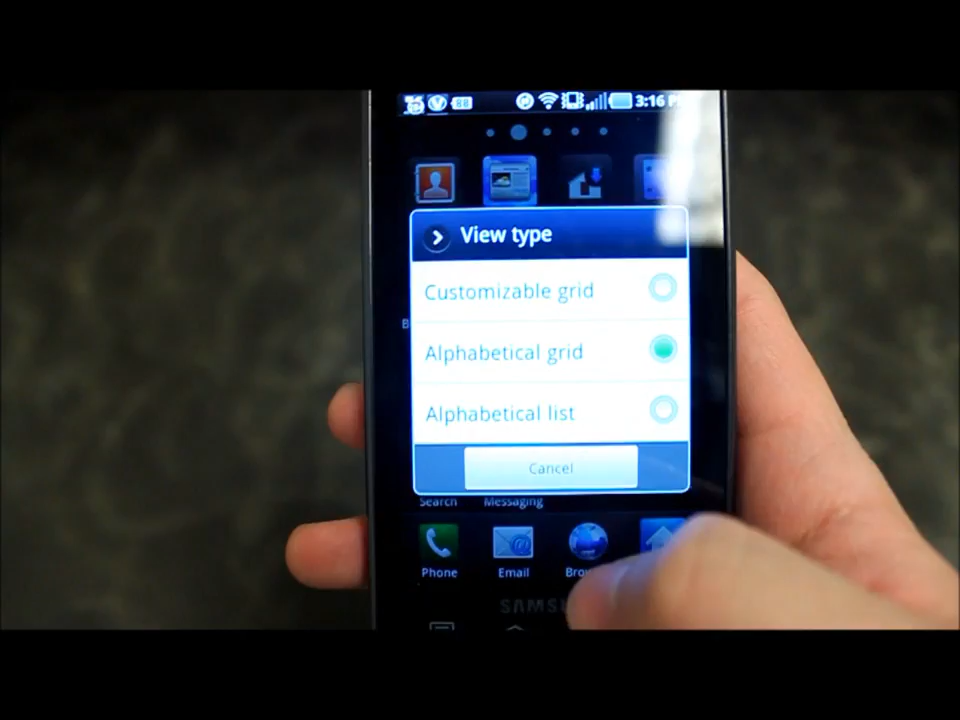 3:16
View type
Customizable grid
Alphabetical grid
Alphabetical list
Cancel
Search Messaging
Phone Email